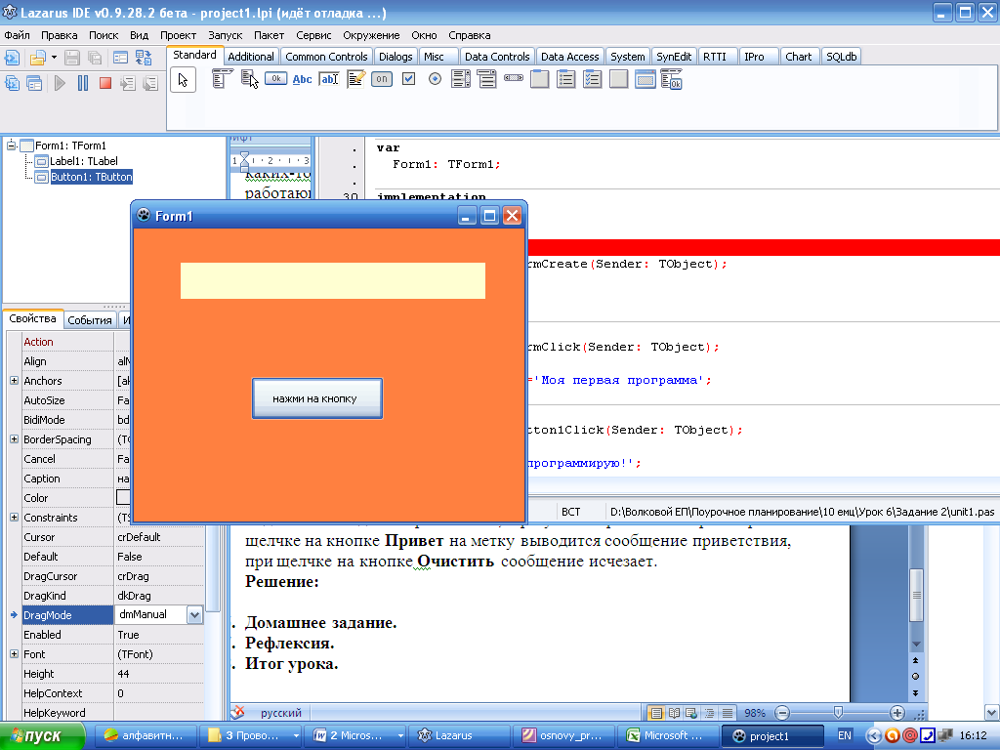 Lazarus IDE v0.9.28.2 бета - project1.lpi (идёт отладка ...)
Файл Правка Поиск Вид Проект Запуск Пакет Сервис Окружение Окно Справка
Standard Additional Common Controls Dialogs Misc Data Controls Data Access System SynEdit RTTI IPro Chart SQLdb
Ok Abc ab on Ok
Form1: TForm1
Label1: TLabel
Button1: TButton
1 1 2 3
работаю
. var
. Form1: TForm1;
.
30 implementation
Form1
rmCreate(Sender: TObject);
rmClick(Sender: TObject);
='Моя первая программа';
tton1Click(Sender: TObject);
программирую!';
нажми на кнопку
ВСТ D:\Волковой ЕП\Поурочное планирование\10 емц\Урок 6\Задание 2\unit1.pas
Свойства События И
Action
Align al
Anchors [ak
AutoSize Fa
BidiMode bd
BorderSpacing (TC
Cancel Fa
Caption на
Color
Constraints (TS
Cursor crDefault
Default False
DragCursor crDrag
DragKind dkDrag
DragMode dmManual
Enabled True
Font (TFont)
Height 44
HelpContext 0
HelpKeyword
щелчке на кнопке Привет на метку выводится сообщение приветствия,
при щелчке на кнопке Очистить сообщение исчезает.
Решение:
. Домашнее задание.
. Рефлексия.
. Итог урока.
русский 98%
пуск алфавитн... 3 Прово... 2 Micros... Lazarus osnovy_pr... Microsoft ... project1 EN 16:12